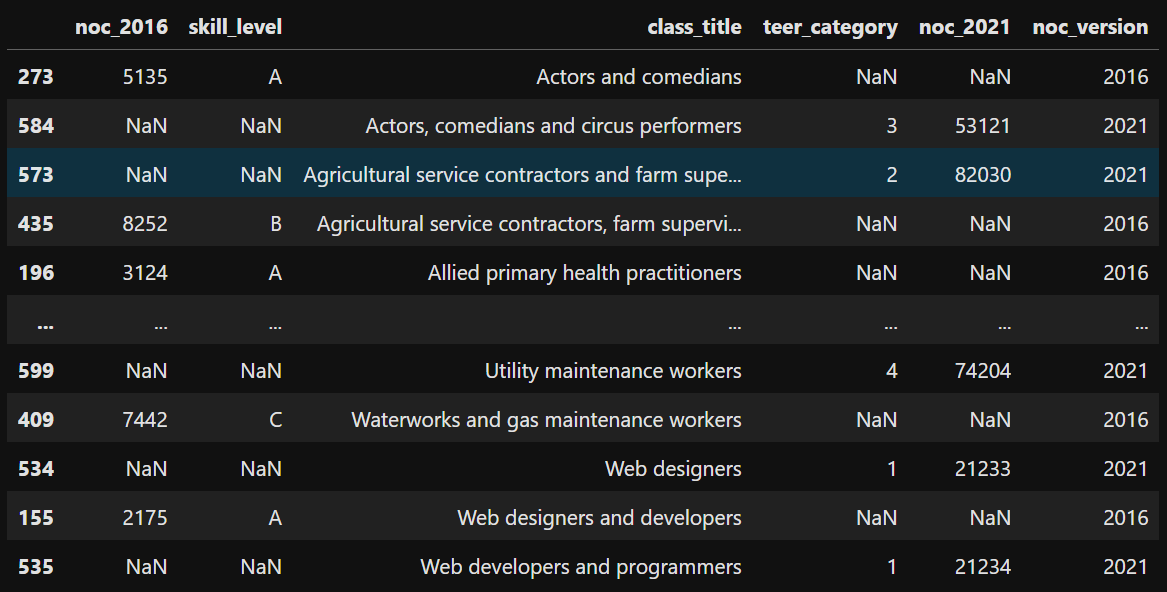 noc_2016 skill_level class_title teer_category noc_2021 noc_version
273 5135 A Actors and comedians NaN NaN 2016
584 NaN NaN Actors, comedians and circus performers 3 53121 2021
573 NaN NaN Agricultural service contractors and farm supe... 2 82030 2021
435 8252 B Agricultural service contractors, farm supervi... NaN NaN 2016
196 3124 A Allied primary health practitioners NaN NaN 2016
... ... ... ... ... ... ...
599 NaN NaN Utility maintenance workers 4 74204 2021
409 7442 C Waterworks and gas maintenance workers NaN NaN 2016
534 NaN NaN Web designers 1 21233 2021
155 2175 A Web designers and developers NaN NaN 2016
535 NaN NaN Web developers and programmers 1 21234 2021